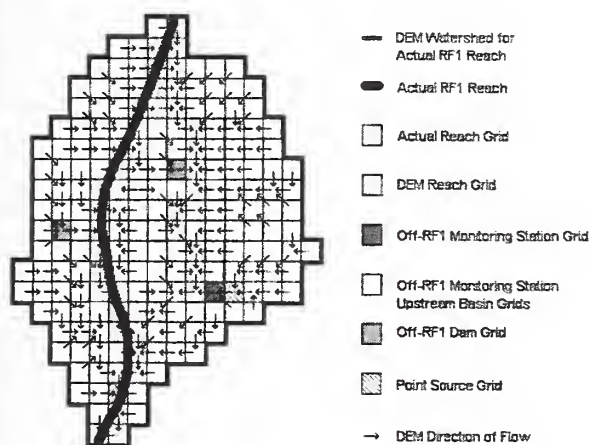 DEM Watershed for
Actual RF1 Reach
Actual RF1 Reach
Actual Reach Grid
DEM Reach Grid
Off-RF1 Monitoring Station Grid
Off-RF1 Monitoring Station
Upstream Basin Grids
Off-RF1 Dam Grid
Point Source Grid
DEM Direction of Flow